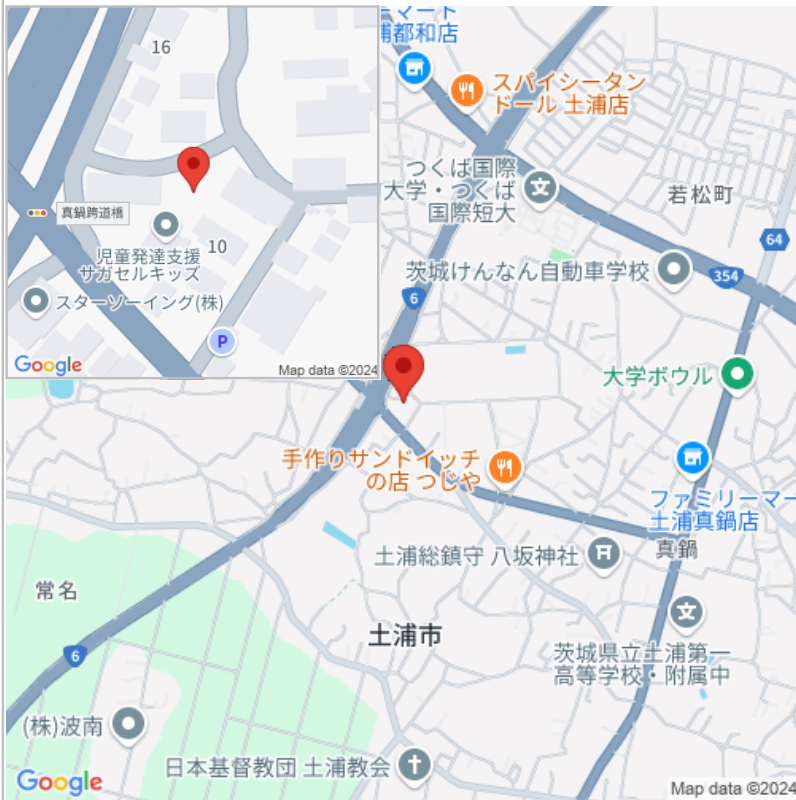 16
真鍋跨道橋
児童発達支援
サガセルキッズ
10
スターソーイング(株)
P
Google
Map data ©2024
マート
浦都和店
スパイシータン
ドール 土浦店
つくば国際
大学・つくば
国際短大
文
若松町
64
茨城けんなん自動車学校
354
6
大学ボウル
手作りサンドイッチ
の店 つじや
ファミリーマー
土浦真鍋店
土浦総鎮守 八坂神社
真鍋
常名
土浦市
文
茨城県立土浦第一
高等学校・附属中
6
(株)波南
日本基督教団 土浦教会
Google
Map data ©2024